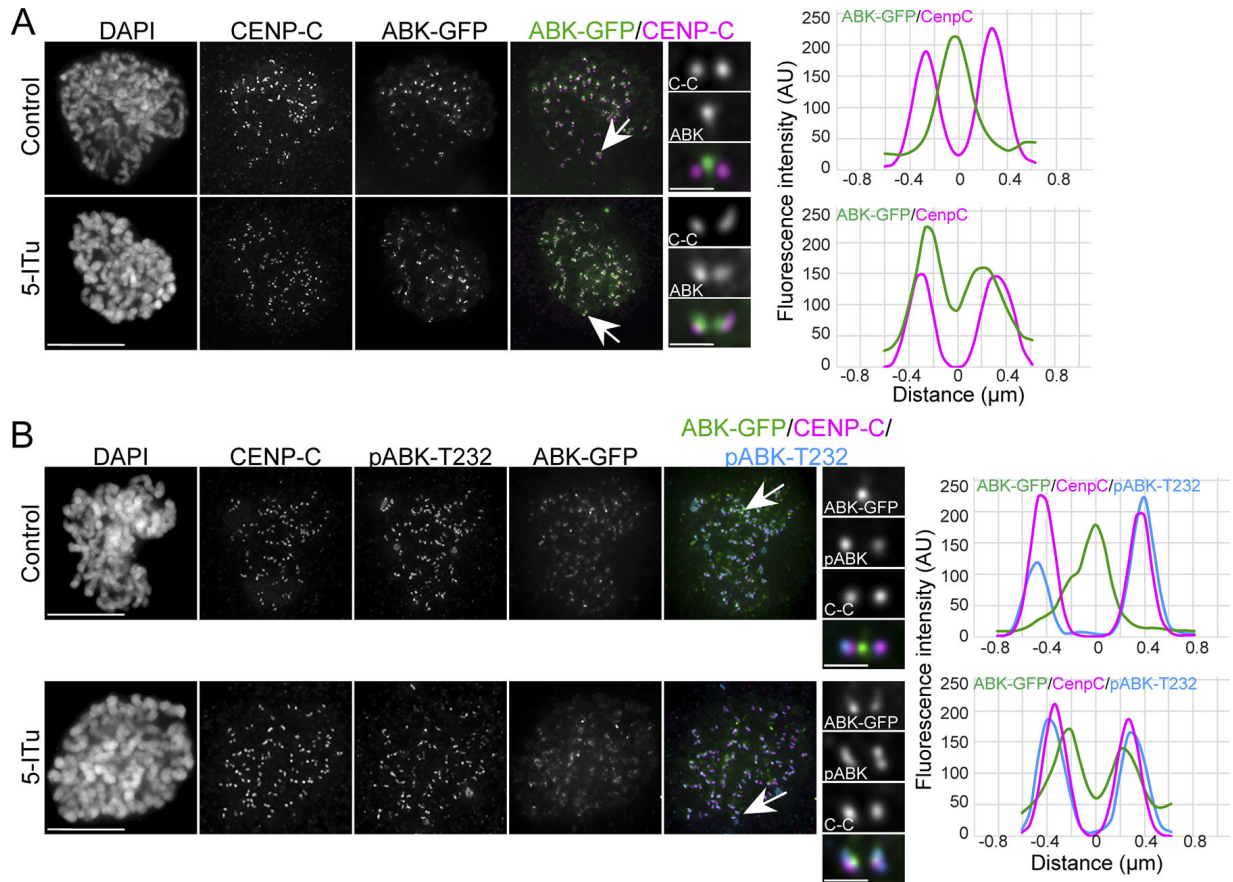 A
DAPI CENP-C ABK-GFP ABK-GFP/CENP-C
Control
C-C
ABK
5-ITu
C-C
ABK
ABK-GFP/CenpC
250
200
150
100
50
0
-0.8 -0.4 0 0.4 0.8
ABK-GFP/CenpC
250
200
150
100
50
0
-0.8 -0.4 0 0.4 0.8
Fluorescence intensity (AU)
Distance (µm)
B
DAPI CENP-C pABK-T232 ABK-GFP
ABK-GFP/CENP-C/
pABK-T232
Control
ABK-GFP
pABK
C-C
5-ITu
ABK-GFP
pABK
C-C
ABK-GFP/CenpC/pABK-T232
250
200
150
100
50
0
-0.8 -0.4 0 0.4 0.8
ABK-GFP/CenpC/pABK-T232
250
200
150
100
50
0
-0.8 -0.4 0 0.4 0.8
Fluorescence intensity (AU)
Distance (µm)